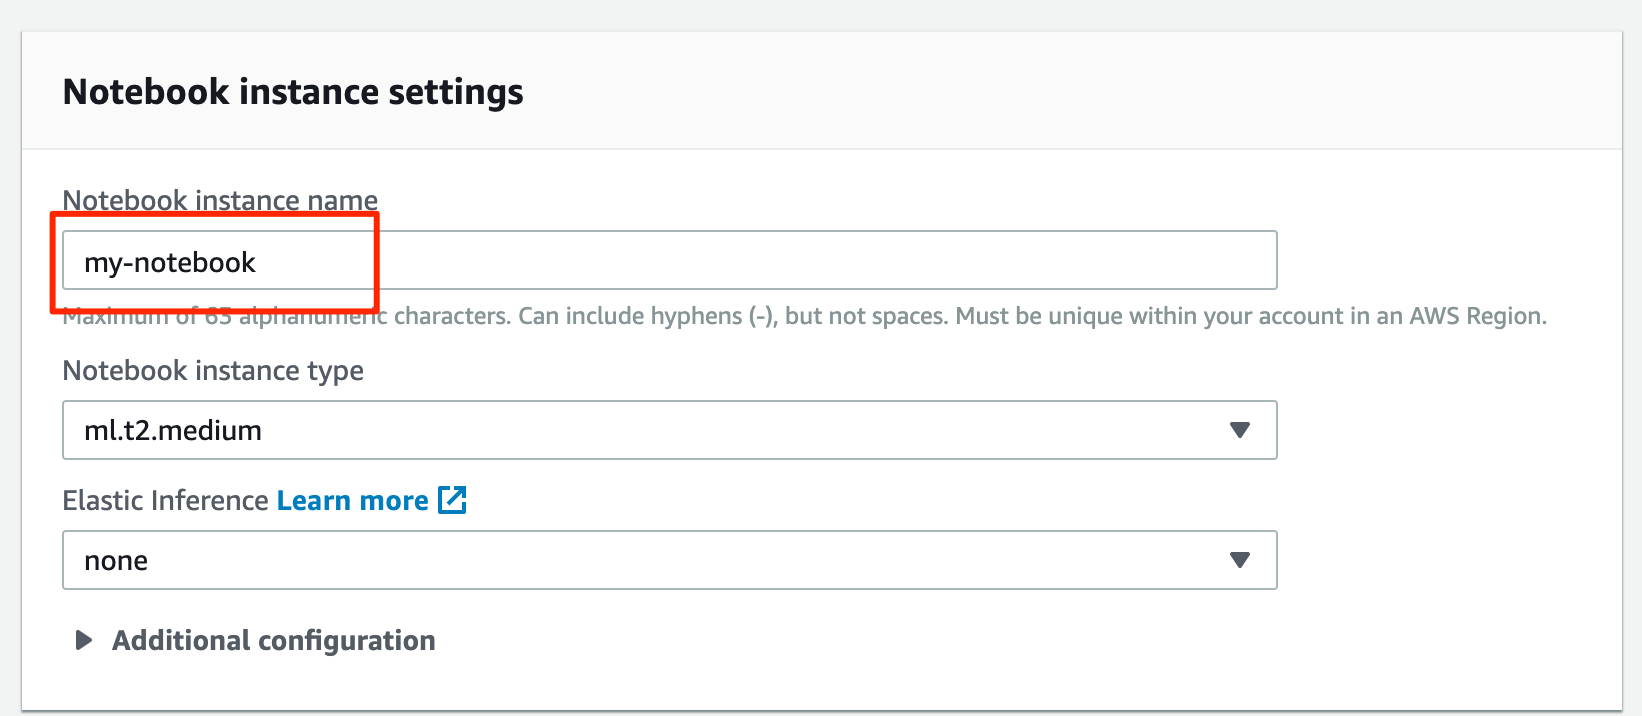 Notebook instance settings
Notebook instance name
my-notebook
Maximum of 63 alphanumeric characters. Can include hyphens (-), but not spaces. Must be unique within your account in an AWS Region.
Notebook instance type
ml.t2.medium
Elastic Inference Learn more
none
Additional configuration